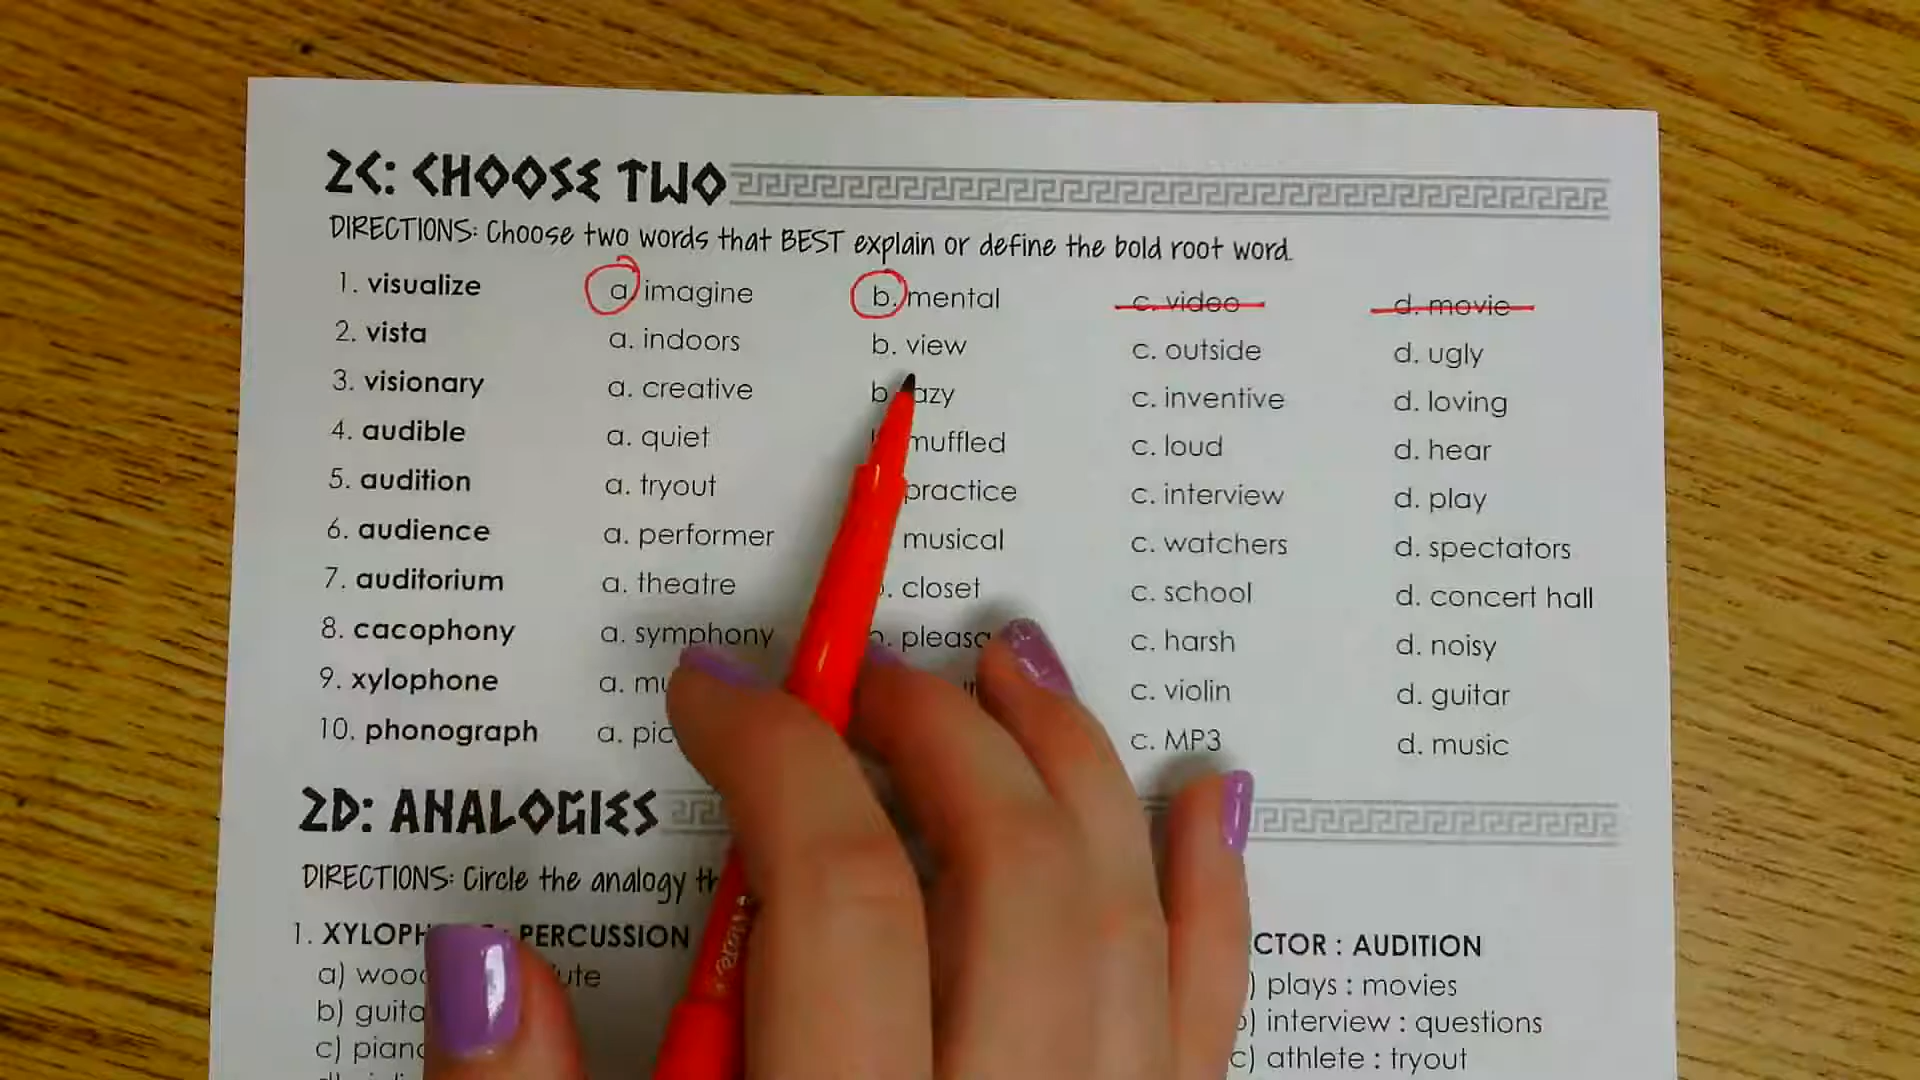 2C: CHOOSE TWO
DIRECTIONS: Choose two words that BEST explain or define the bold root word.
1. visualize a. imagine b. mental c. video d. movie
2. vista a. indoors b. view c. outside d. ugly
3. visionary a. creative b. c. inventive d. loving
4. audible a. quiet muffled c. loud d. hear
5. audition a. tryout practice c. interview d. play
6. audience a. performer musical c. watchers d. spectators
7. auditorium a. theatre closet c. school d. concert hall
8. cacophony a. symphony c. harsh d. noisy
9. xylophone a. c. violin d. guitar
10. phonograph a. c. MP3 d. music
2D: ANALOGIES
DIRECTIONS: Circle the analogy
1. : PERCUSSION
: AUDITION
a)
plays : movies
b)
interview : questions
c)
c) athlete : tryout